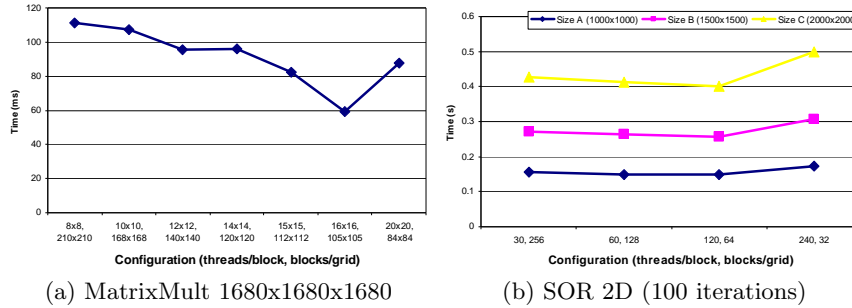 120
100
80
60
40
20
0
Time (ms)
8x8, 10x10, 12x12, 14x14, 15x15, 16x16, 20x20,
210x210 168x168 140x140 120x120 112x112 105x105 84x84
Configuration (threads/block, blocks/grid)
(a) MatrixMult 1680x1680x1680
Size A (1000x1000) Size B (1500x1500) Size C (2000x2000
0.6
0.5
0.4
0.3
0.2
0.1
0
Time (s)
30, 256 60, 128 120, 64 240, 32
Configuration (threads/block, blocks/grid)
(b) SOR 2D (100 iterations)